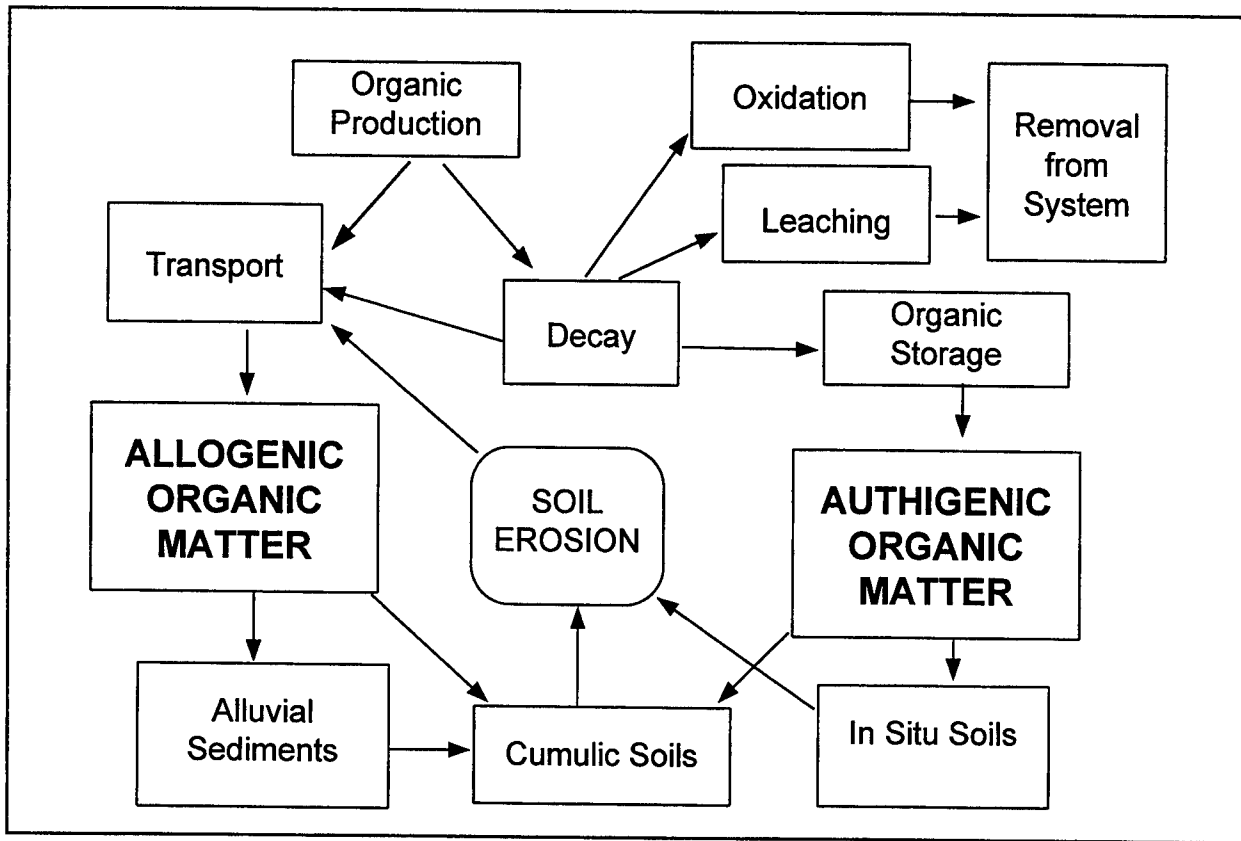 Organic
Production
Oxidation
Removal
from
System
Leaching
Transport
Decay
Organic
Storage
ALLOGENIC
ORGANIC
MATTER
SOIL
EROSION
AUTHIGENIC
ORGANIC
MATTER
Alluvial
Sediments
Cumulic Soils
In Situ Soils